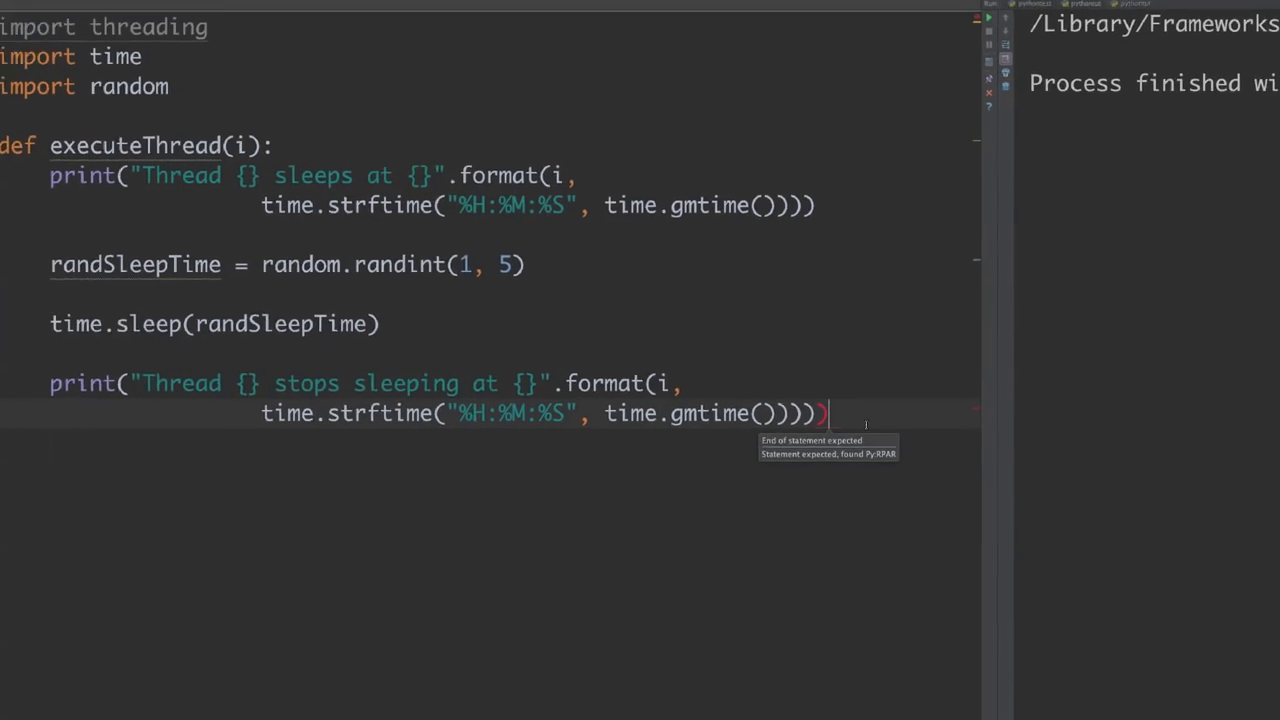 import threading
import time
import random
def executeThread(i):
print("Thread {} sleeps at {}".format(i,
time.strftime("%H:%M:%S", time.gmtime())))
randSleepTime = random.randint(1, 5)
time.sleep(randSleepTime)
print("Thread {} stops sleeping at {}".format(i,
time.strftime("%H:%M:%S", time.gmtime()))))
End of statement expected
Statement expected, found Py:RPAR
Run:
/Library/Frameworks
Process finished wi